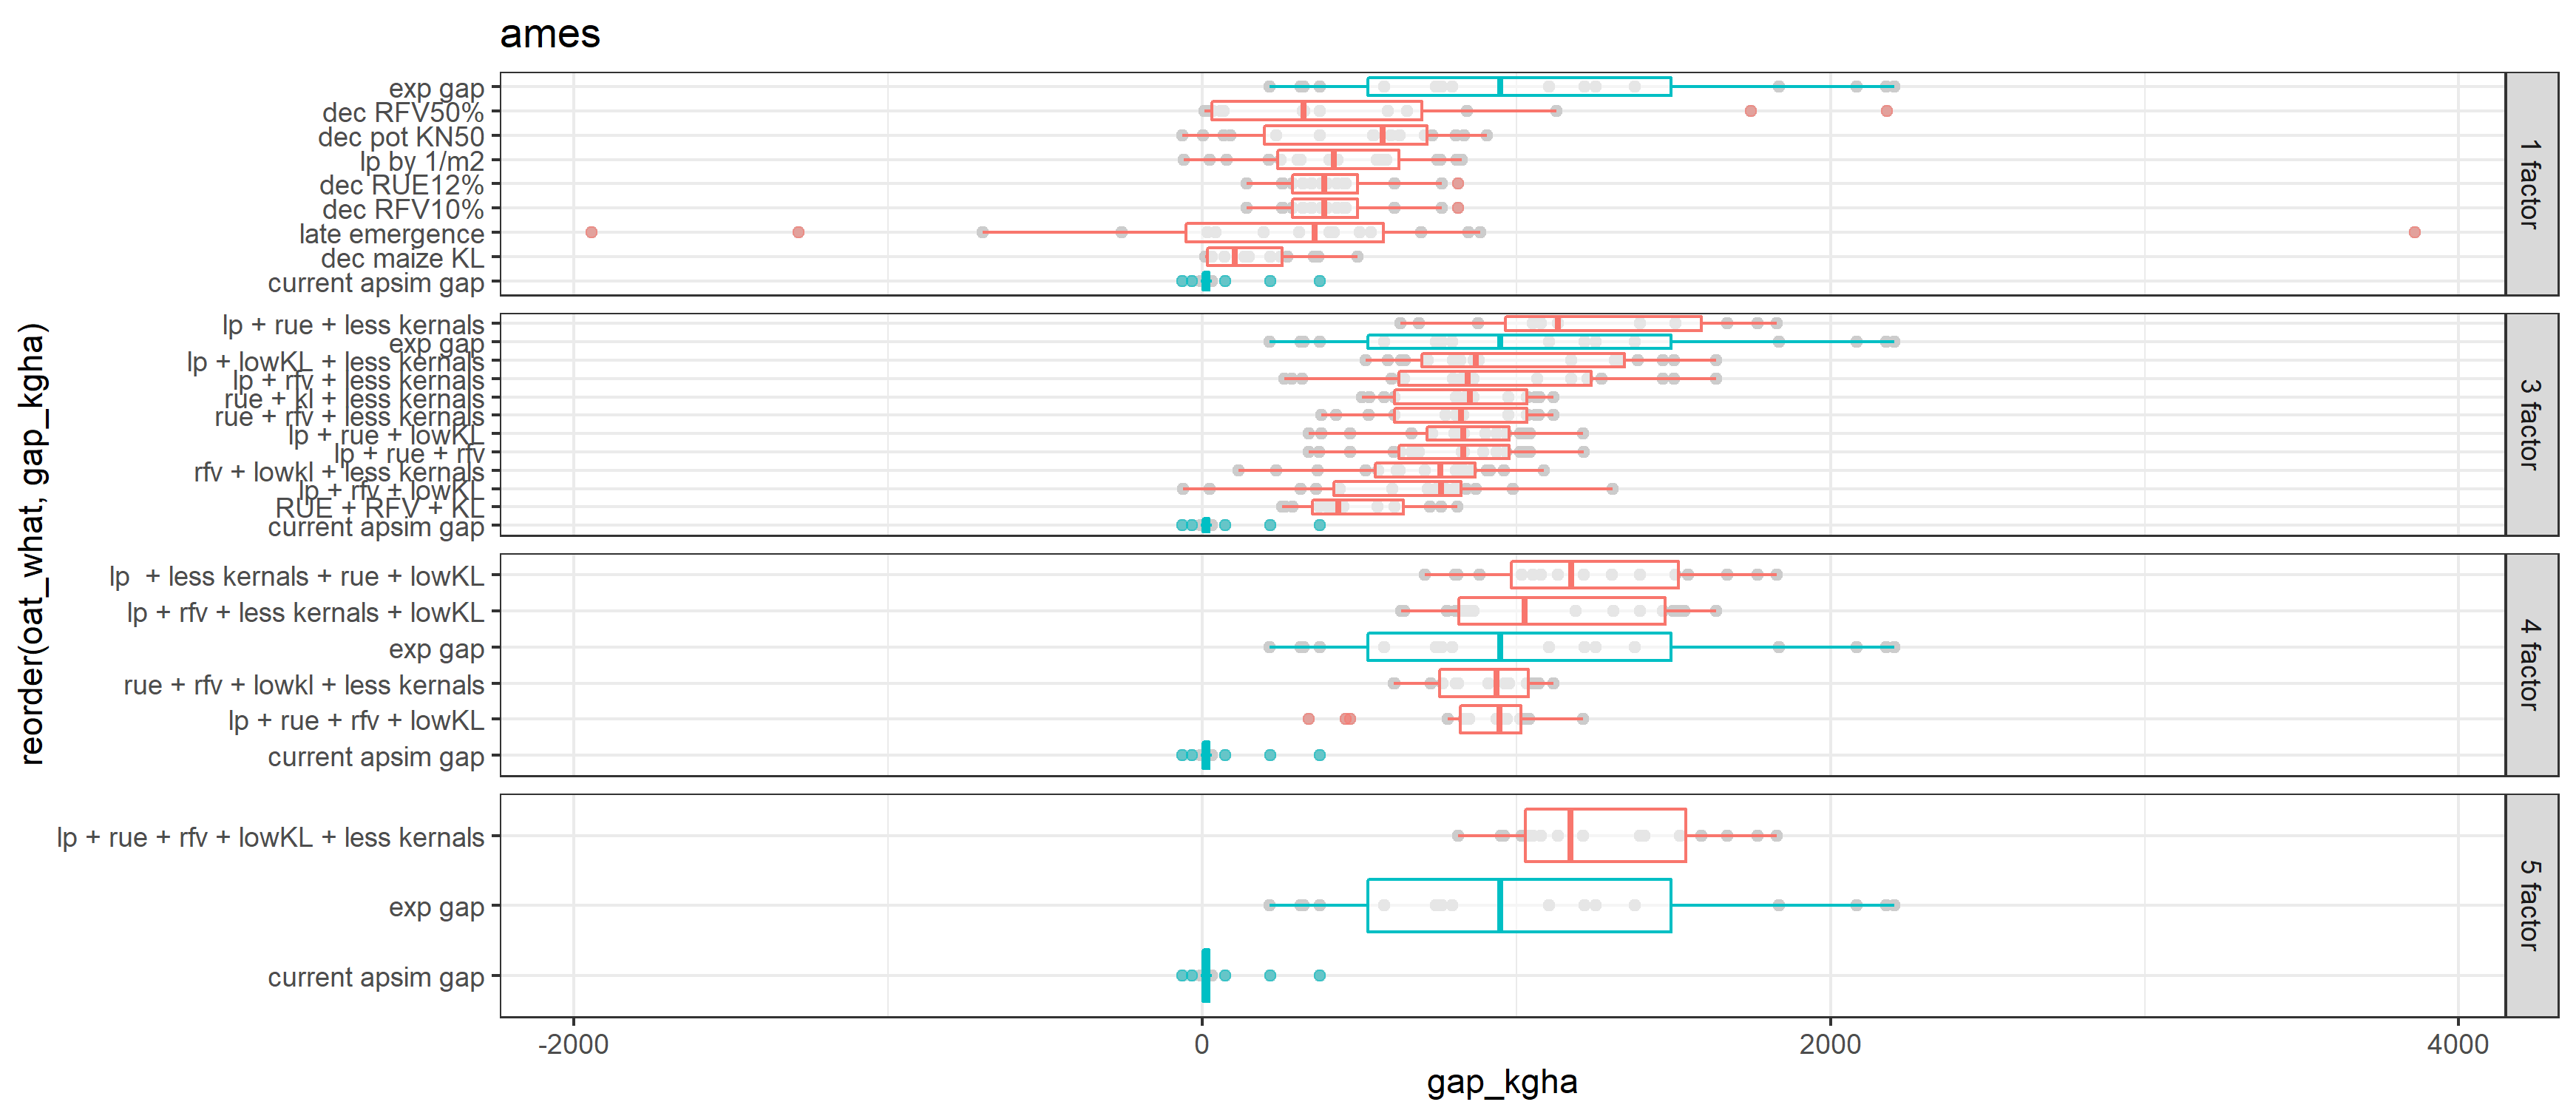 ames
exp gap
dec RFV50%
dec pot KN50
lp by 1/m2
dec RUE12%
dec RFV10%
late emergence
dec maize KL
current apsim gap
1 factor
lp + rue + less kernals
exp gap
lp + lowKL + less kernals
lp + rfv + less kernals
rue + kl + less kernals
rue + rfv + less kernals
lp + rue + lowKL
lp + rue + rfv
rfv + lowkl + less kernals
lp + rfv + lowKL
RUE + RFV + KL
current apsim gap
3 factor
lp  + less kernals + rue + lowKL
lp + rfv + less kernals + lowKL
exp gap
rue + rfv + lowkl + less kernals
lp + rue + rfv + lowKL
current apsim gap
4 factor
lp + rue + rfv + lowKL + less kernals
exp gap
current apsim gap
5 factor
-2000 0 2000 4000
gap_kgha
reorder(oat_what, gap_kgha)